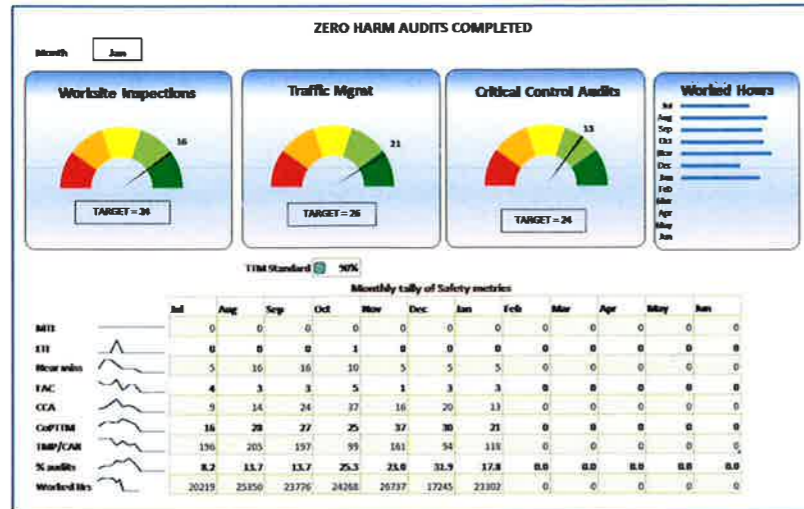 ZERO HARM AUDITS COMPLETED
Month Jan
Worksite Inspections
16
TARGET = 34
Traffic Mgmt
21
TARGET = 26
Critical Control Audits
13
TARGET = 24
Worked Hours
Jul
Aug
Sep
Oct
Nov
Dec
Jan
Feb
Mar
Apr
May
Jun
TTM Standard 90%
Monthly tally of Safety metrics
Jul Aug Sep Oct Nov Dec Jan Feb Mar Apr May Jun
MTI 0 0 0 0 0 0 0 0 0 0 0 0
LTI 0 0 0 1 0 0 0 0 0 0 0 0
Near miss 5 16 16 10 5 5 5 0 0 0 0 0
FAC 4 3 3 5 1 3 3 0 0 0 0 0
CCA 9 14 24 37 16 20 13 0 0 0 0 0
CoPTTM 16 28 27 25 37 30 21 0 0 0 0 0
TMP/CAR 196 205 197 99 161 94 118 0 0 0 0 0
% audits 8.2 13.7 13.7 25.3 23.0 31.9 17.8 0.0 0.0 0.0 0.0 0.0
Worked Hrs 20219 25350 23776 24268 26737 17245 23302 0 0 0 0 0